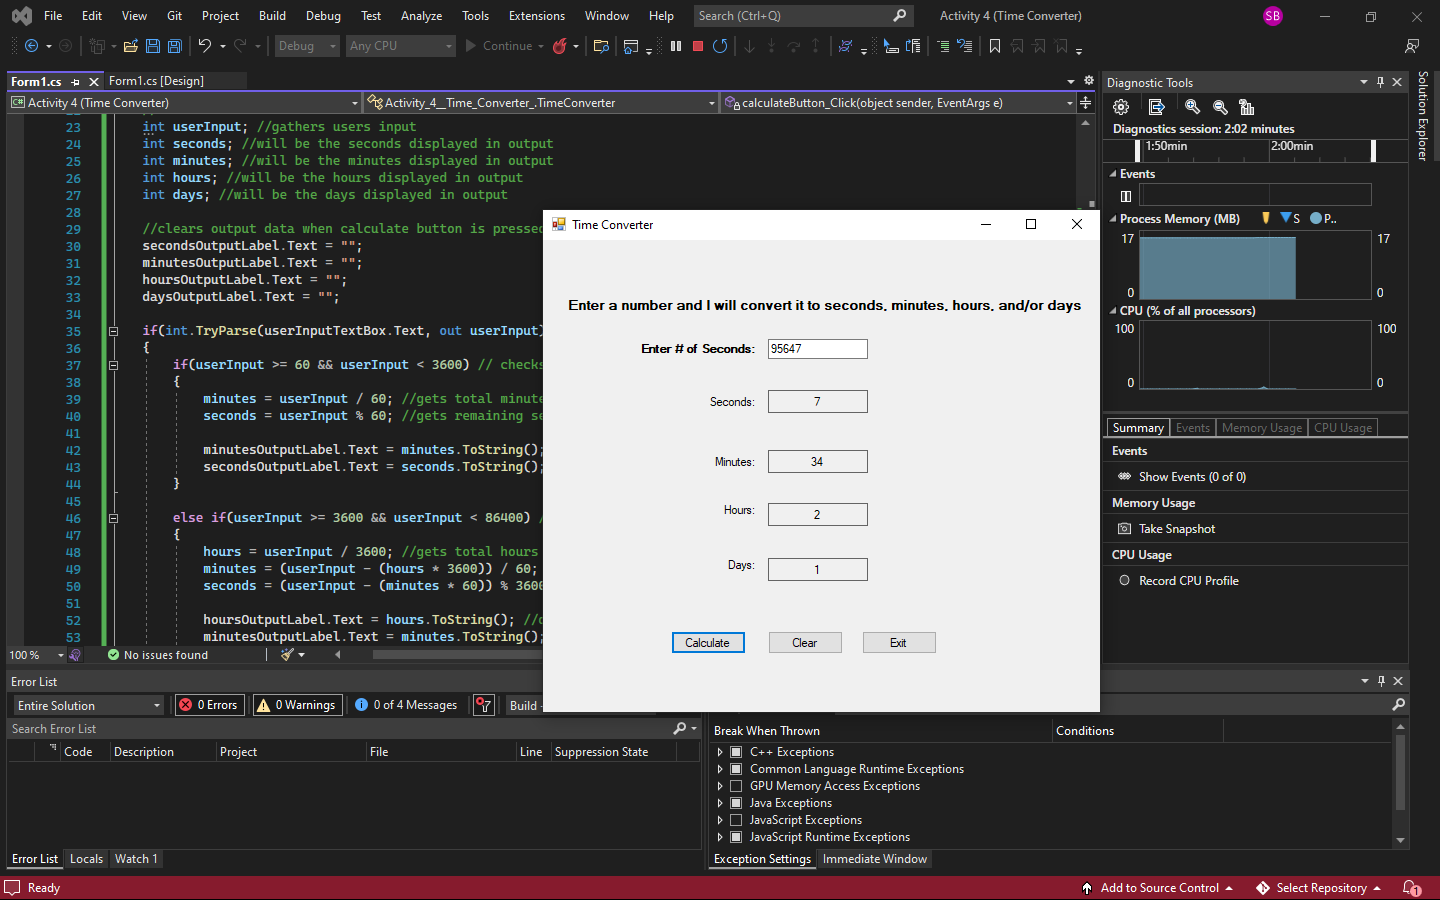 File Edit View Git Project Build Debug Test Analyze Tools Extensions Window Help Search (Ctrl+Q) Activity 4 (Time Converter) SB
Debug Any CPU Continue
Form1.cs Form1.cs [Design]
Activity 4 (Time Converter) Activity_4__Time_Converter_.TimeConverter calculateButton_Click(object sender, EventArgs e)
23 int userInput; //gathers users input
24 int seconds; //will be the seconds displayed in output
25 int minutes; //will be the minutes displayed in output
26 int hours; //will be the hours displayed in output
27 int days; //will be the days displayed in output
28
29 //clears output data when calculate button is pressed
30 secondsOutputLabel.Text = "";
31 minutesOutputLabel.Text = "";
32 hoursOutputLabel.Text = "";
33 daysOutputLabel.Text = "";
34
35 if(int.TryParse(userInputTextBox.Text, out userInput)
36 {
37 if(userInput >= 60 && userInput < 3600) // checks
38 {
39 minutes = userInput / 60; //gets total minute
40 seconds = userInput % 60; //gets remaining se
41
42 minutesOutputLabel.Text = minutes.ToString();
43 secondsOutputLabel.Text = seconds.ToString();
44 }
45
46 else if(userInput >= 3600 && userInput < 86400) /
47 {
48 hours = userInput / 3600; //gets total hours
49 minutes = (userInput - (hours * 3600)) / 60;
50 seconds = (userInput - (minutes * 60)) % 3600
51
52 hoursOutputLabel.Text = hours.ToString(); //
53 minutesOutputLabel.Text = minutes.ToString();
100 % No issues found
Time Converter
Enter a number and I will convert it to seconds, minutes, hours, and/or days
Enter # of Seconds: 95647
Seconds: 7
Minutes: 34
Hours: 2
Days: 1
Calculate Clear Exit
Diagnostic Tools
Diagnostics session: 2:02 minutes
1:50min 2:00min
Events
Process Memory (MB) S P..
17 17
0 0
CPU (% of all processors)
100 100
0 0
Summary Events Memory Usage CPU Usage
Events
Show Events (0 of 0)
Memory Usage
Take Snapshot
CPU Usage
Record CPU Profile
Solution Explorer
Error List
Entire Solution 0 Errors 0 Warnings 0 of 4 Messages Build
Search Error List
Code Description Project File Line Suppression State
Error List Locals Watch 1
Break When Thrown Conditions
C++ Exceptions
Common Language Runtime Exceptions
GPU Memory Access Exceptions
Java Exceptions
JavaScript Exceptions
JavaScript Runtime Exceptions
Exception Settings Immediate Window
Ready Add to Source Control Select Repository 1